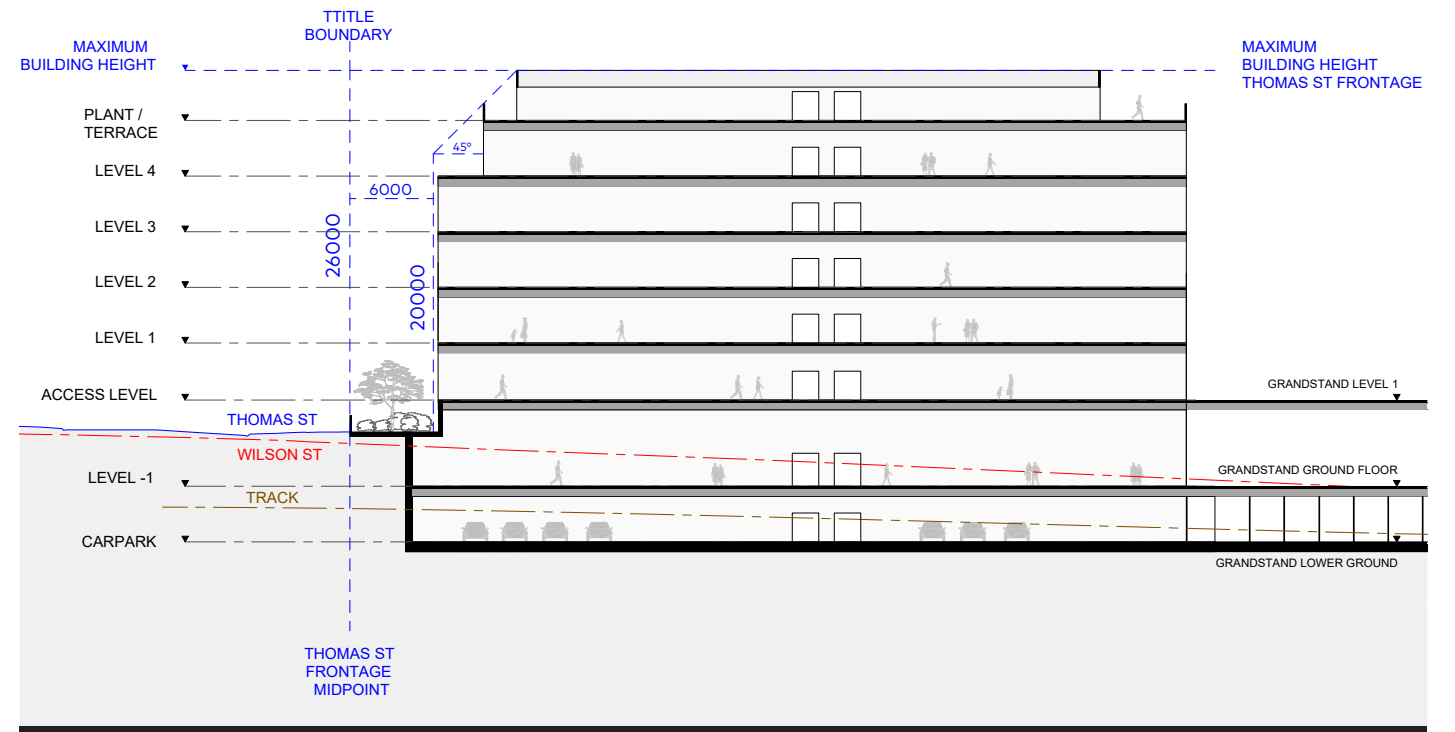 TTITLE
BOUNDARY
MAXIMUM
BUILDING HEIGHT
MAXIMUM
BUILDING HEIGHT
THOMAS ST FRONTAGE
PLANT /
TERRACE
45°
LEVEL 4
6000
LEVEL 3
26000
LEVEL 2
20000
LEVEL 1
ACCESS LEVEL
GRANDSTAND LEVEL 1
THOMAS ST
WILSON ST
LEVEL -1
GRANDSTAND GROUND FLOOR
TRACK
CARPARK
GRANDSTAND LOWER GROUND
THOMAS ST
FRONTAGE
MIDPOINT